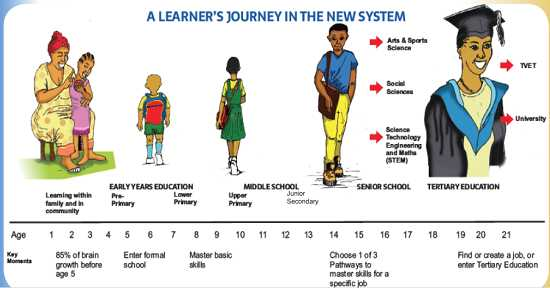 A LEARNER'S JOURNEY IN THE NEW SYSTEM
Arts & Sports
Science
Social
Sciences
Science
Technology
Engineering
and Maths
(STEM)
TVET
University
EARLY YEARS EDUCATION
MIDDLE SCHOOL
SENIOR SCHOOL
TERTIARY EDUCATION
Learning within
family and in
community
Pre-
Primary
Lower
Primary
Upper
Primary
Junior
Secondary
Age 1 2 3 4 5 6 7 8 9 10 11 12 13 14 15 16 17 18 19 20 21
Key
Moments
85% of brain
growth before
age 5
Enter formal
school
Master basic
skills
Choose 1 of 3
Pathways to
master skills for a
specific job
Find or create a job, or
enter Tertiary Education